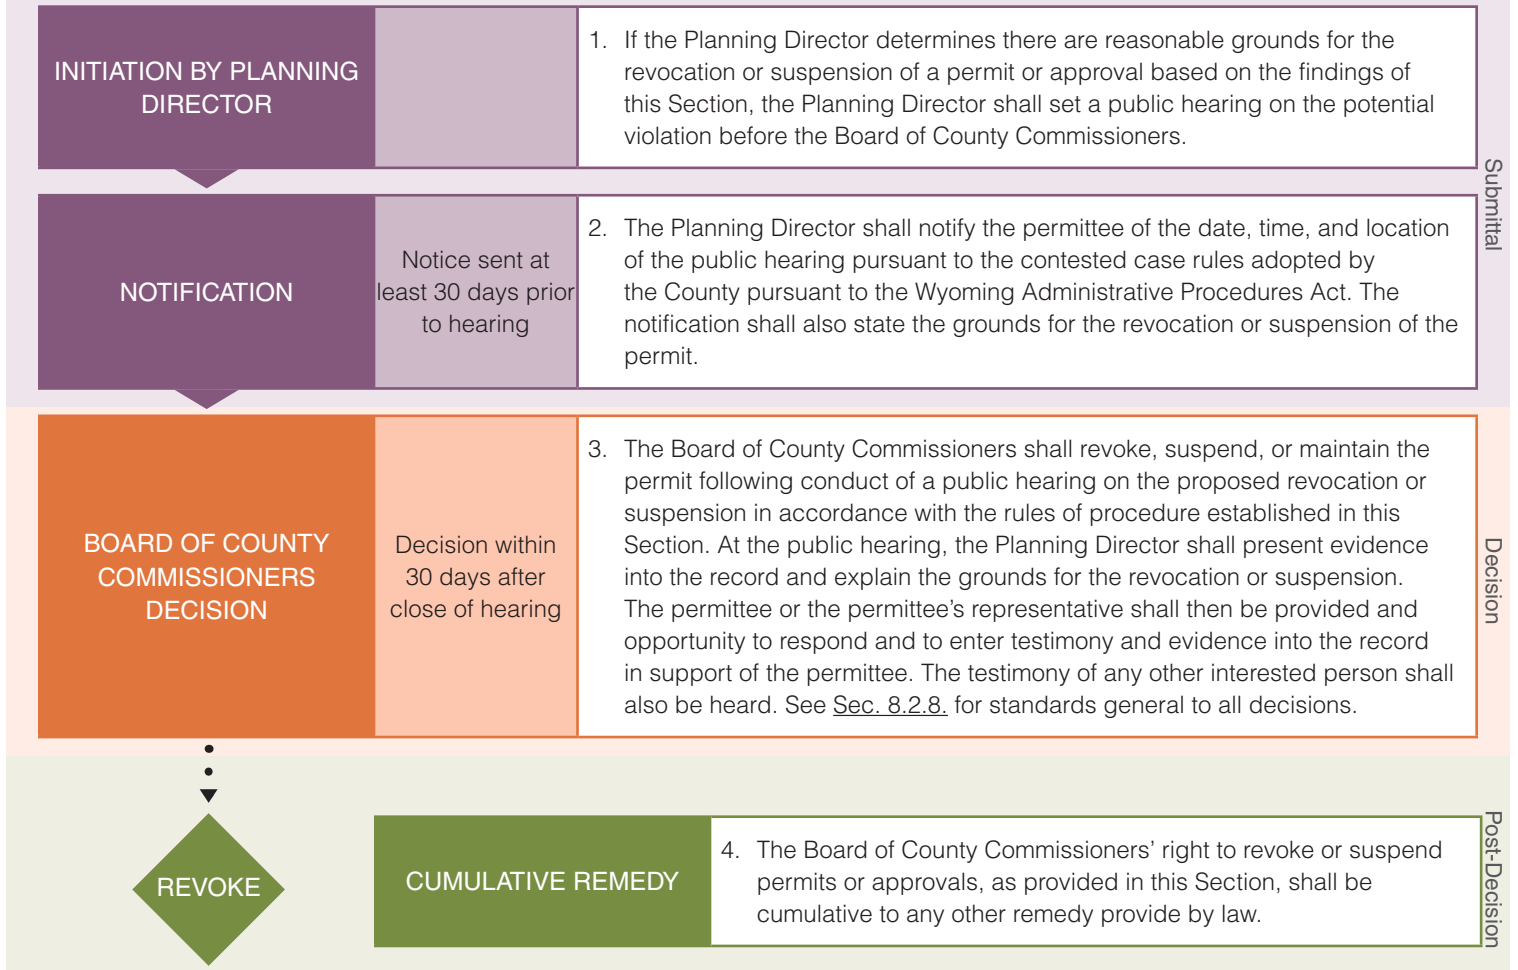 INITIATION BY PLANNING
DIRECTOR
1. If the Planning Director determines there are reasonable grounds for the
revocation or suspension of a permit or approval based on the findings of
this Section, the Planning Director shall set a public hearing on the potential
violation before the Board of County Commissioners.
Submittal
NOTIFICATION
Notice sent at
least 30 days prior
to hearing
2. The Planning Director shall notify the permittee of the date, time, and location
of the public hearing pursuant to the contested case rules adopted by
the County pursuant to the Wyoming Administrative Procedures Act. The
notification shall also state the grounds for the revocation or suspension of the
permit.
BOARD OF COUNTY
COMMISSIONERS
DECISION
Decision within
30 days after
close of hearing
3. The Board of County Commissioners shall revoke, suspend, or maintain the
permit following conduct of a public hearing on the proposed revocation or
suspension in accordance with the rules of procedure established in this
Section. At the public hearing, the Planning Director shall present evidence
into the record and explain the grounds for the revocation or suspension.
The permittee or the permittee's representative shall then be provided and
opportunity to respond and to enter testimony and evidence into the record
in support of the permittee. The testimony of any other interested person shall
also be heard. See Sec. 8.2.8. for standards general to all decisions.
Decision
REVOKE
CUMULATIVE REMEDY
4. The Board of County Commissioners' right to revoke or suspend
permits or approvals, as provided in this Section, shall be
cumulative to any other remedy provide by law.
Post-Decision